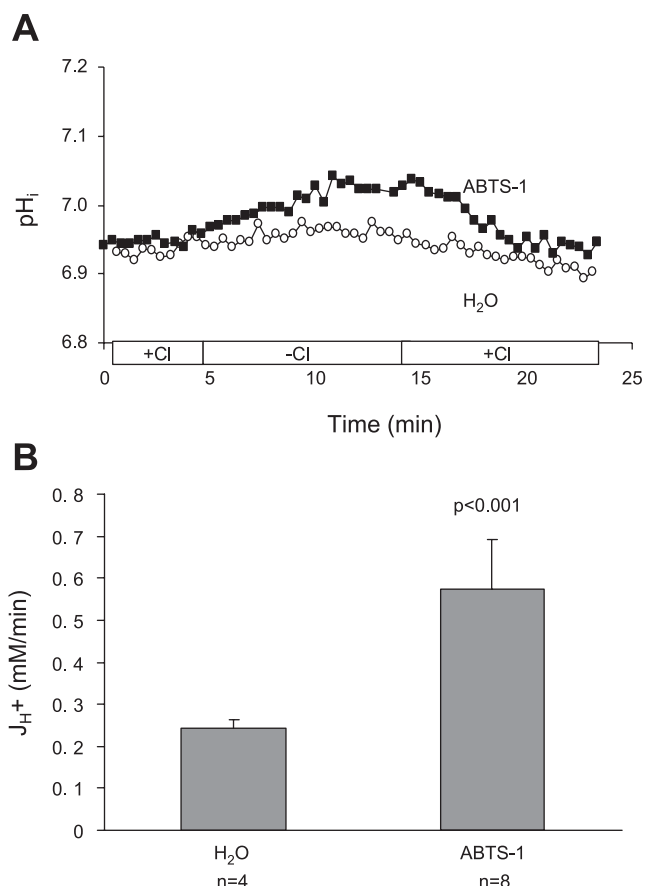 A
7.2
7.1
7.0
6.9
6.8
pHi
ABTS-1
H2O
+Cl
-Cl
+Cl
0
5
10
15
20
25
Time (min)
B
0. 8
0. 7
0. 6
0. 5
0. 4
0. 3
0. 2
0. 1
0
JH+ (mM/min)
p<0.001
H2O
ABTS-1
n=4
n=8